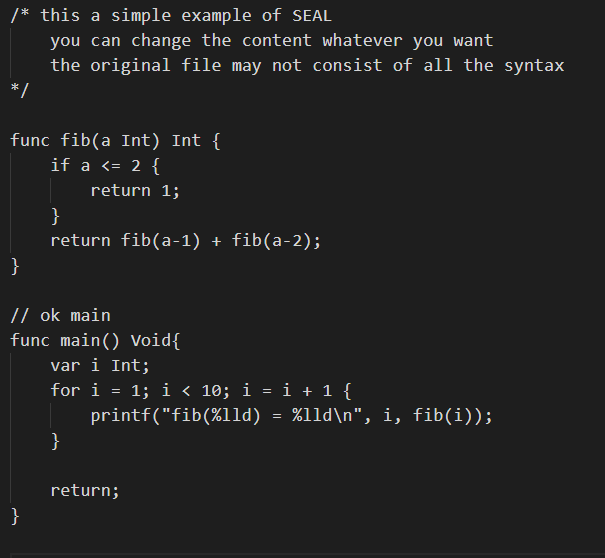 /* this a simple example of SEAL
    you can change the content whatever you want
    the original file may not consist of all the syntax
*/

func fib(a Int) Int {
    if a <= 2 {
        return 1;
    }
    return fib(a-1) + fib(a-2);
}

// ok main
func main() Void{
    var i Int;
    for i = 1; i < 10; i = i + 1 {
        printf("fib(%lld) = %lld\n", i, fib(i));
    }

    return;
}